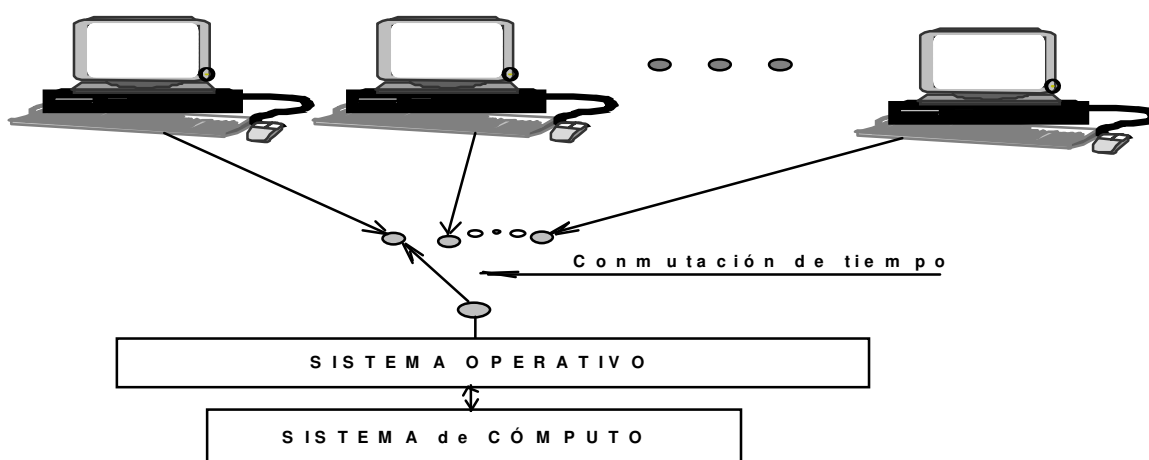 Conmutación de tiempo
SISTEMA OPERATIVO
SISTEMA de CÓMPUTO